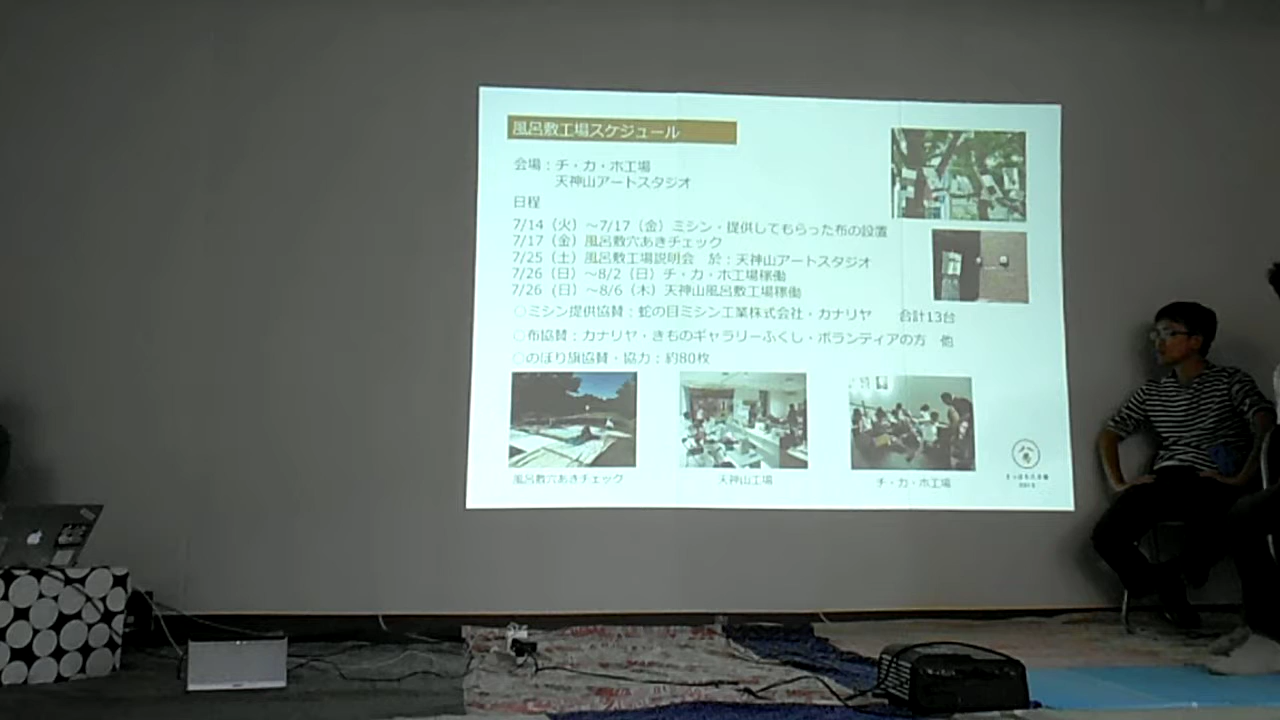 風呂敷工場スケジュール
会場：チ・カ・ホ工場
天神山アートスタジオ
日程
7/14（火）～7/17（金）ミシン・提供してもらった布の設置
7/17（金）風呂敷穴あきチェック
7/25（土）風呂敷工場説明会　於：天神山アートスタジオ
7/26（日）～8/2（日）チ・カ・ホ工場稼働
7/26（日）～8/6（木）天神山風呂敷工場稼働
○ミシン提供協賛：蛇の目ミシン工業株式会社・カナリヤ　合計13台
○布協賛：カナリヤ・きものギャラリーふくし・ボランティアの方　他
○のぼり旗協賛・協力：約80枚
風呂敷穴あきチェック
天神山工場
チ・カ・ホ工場